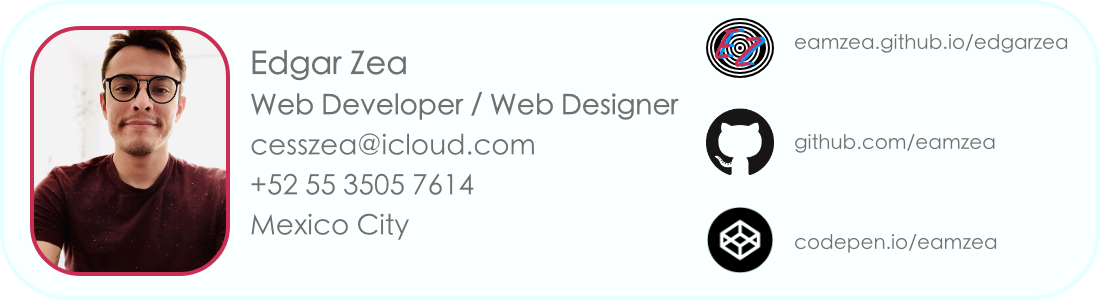 Edgar Zea
Web Developer / Web Designer
cesszea@icloud.com
+52 55 3505 7614
Mexico City
EZ
eamzea.github.io/edgarzea
github.com/eamzea
codepen.io/eamzea